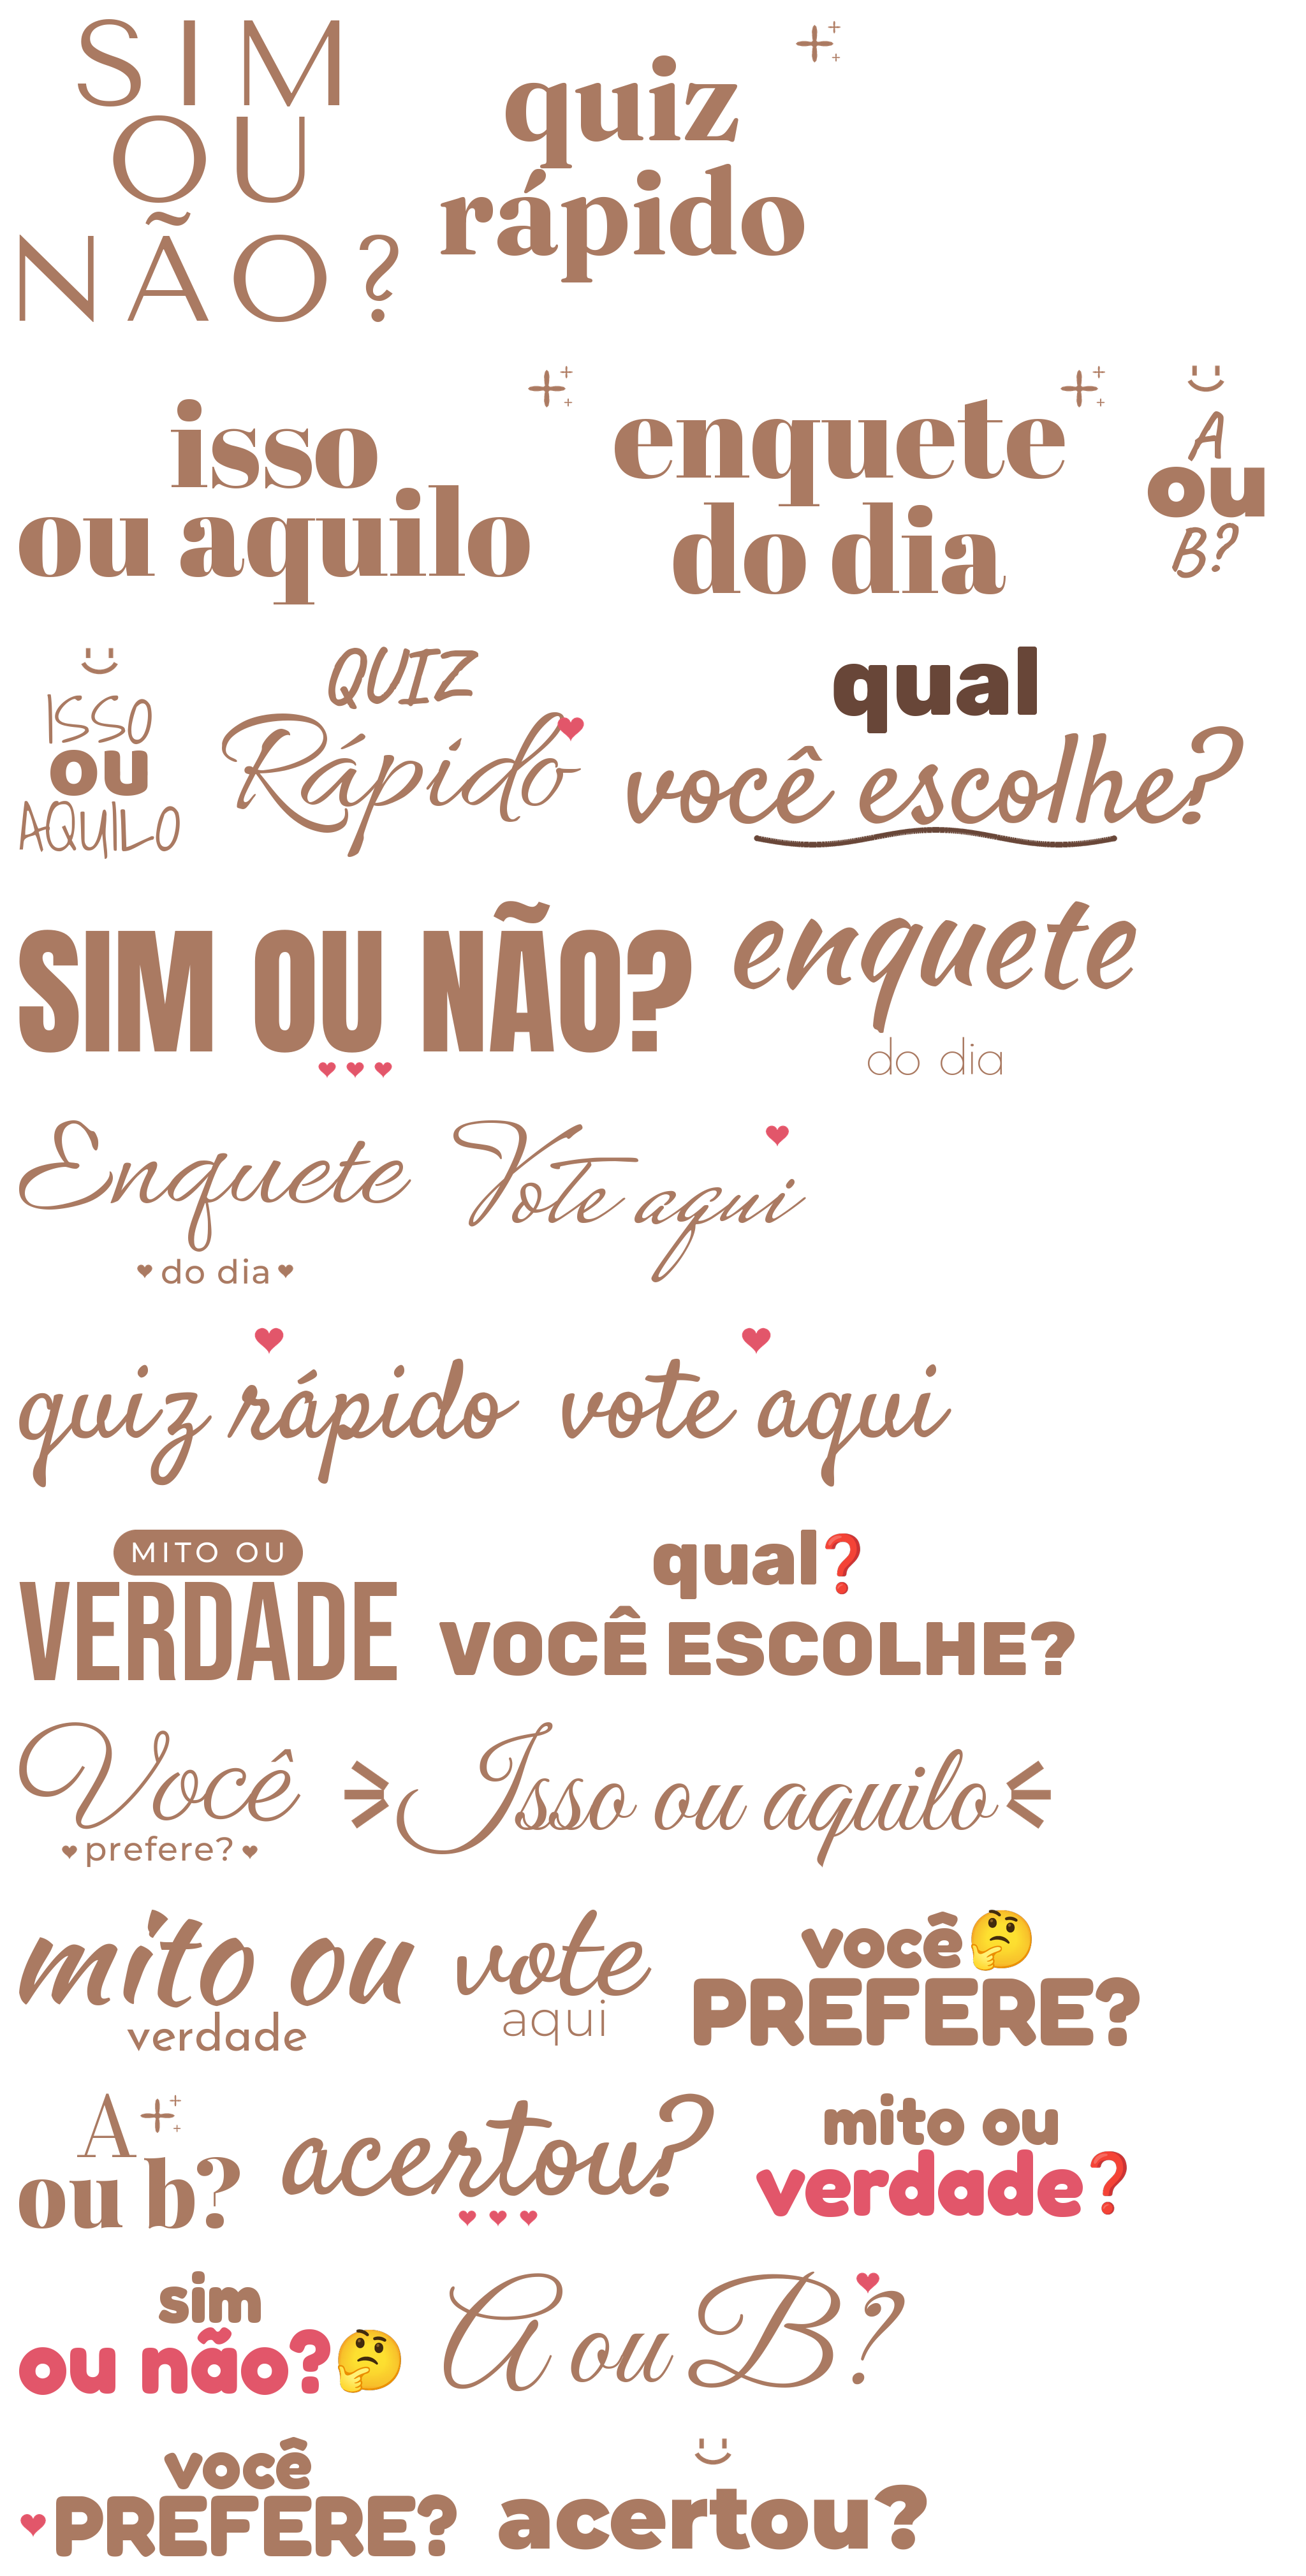 SIM
OU
NÃO?
quiz
rápido
isso
ou aquilo
enquete
do dia
A
ou
B?
ISSO
ou
AQUILO
QUIZ
Rápido
qual
você escolhe?
SIM OU NÃO?
enquete
do dia
Enquete
do dia
Vote aqui
quiz rápido
vote aqui
MITO OU
VERDADE
qual❓
VOCÊ ESCOLHE?
Você
prefere?
Isso ou aquilo
mito ou
verdade
vote
aqui
você🤔
PREFERE?
A
ou b?
acertou?
mito ou
verdade❓
sim
ou não?🤔
A ou B?
você
PREFERE?
acertou?